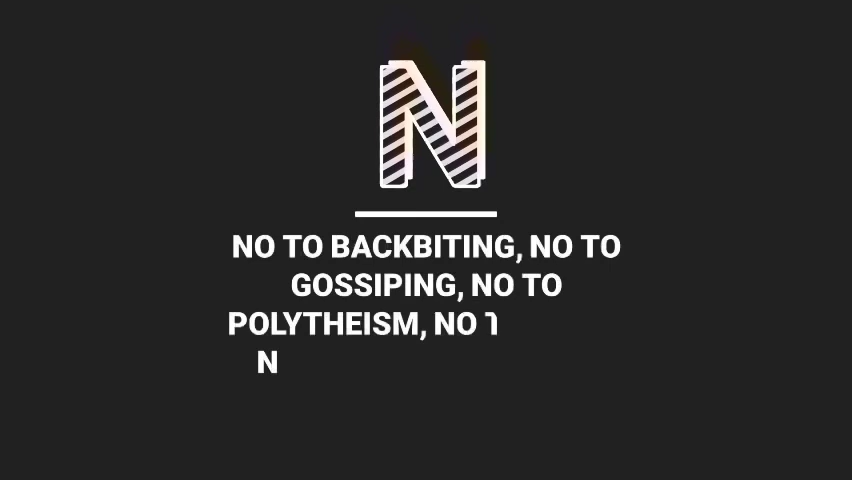 N
NO TO BACKBITING, NO TO
GOSSIPING, NO TO
POLYTHEISM, NO
N